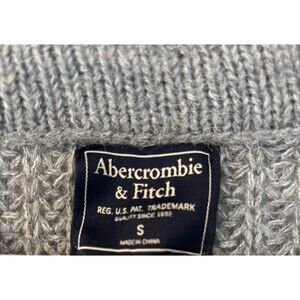 Abercrombie
& Fitch
REG. U.S. PAT. TRADEMARK
QUALITY SINCE 1892
S
MADE IN CHINA